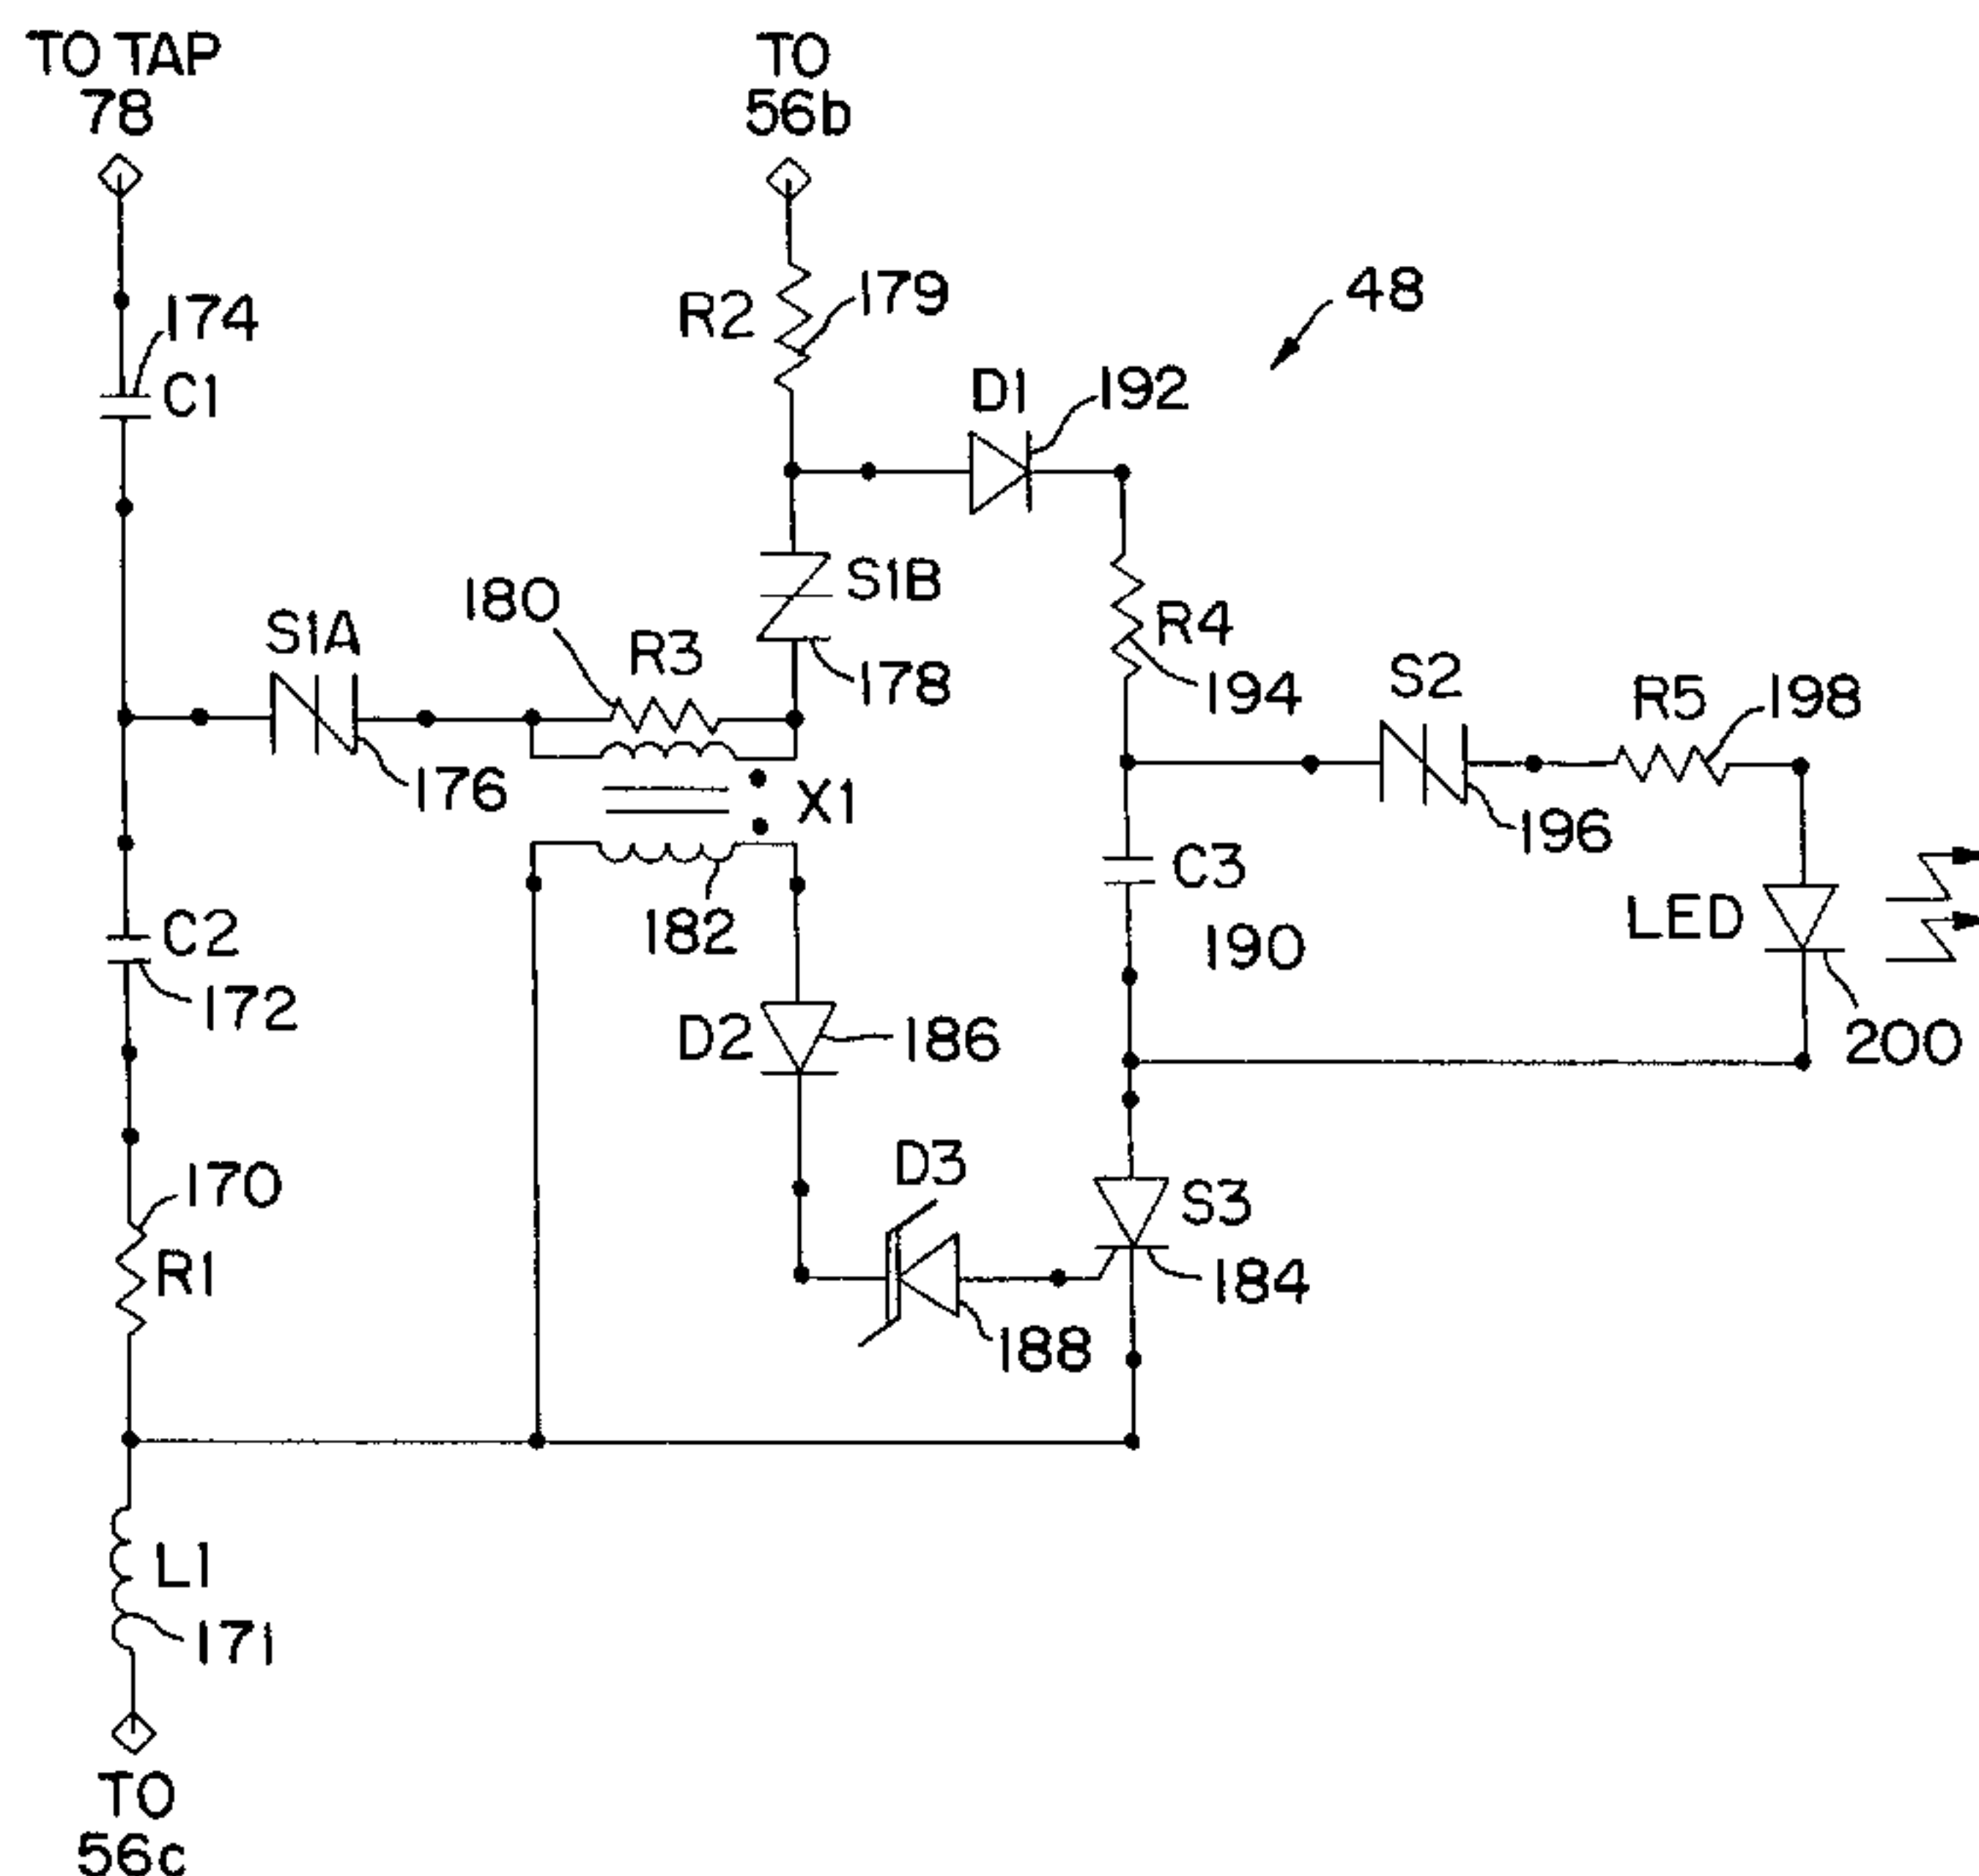 TO TAP
78
TO
56b
174
C1
R2
179
48
D1
192
S1B
178
180
R3
S1A
176
R4
194
S2
196
R5
198
X1
182
C3
190
LED
200
C2
172
D2
186
D3
188
S3
184
170
R1
L1
171
TO
56c